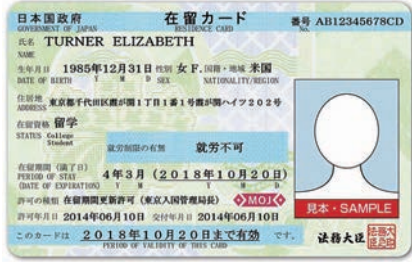 日本国政府 在留カード 番号 AB12345678CD
GOVERNMENT OF JAPAN RESIDENCE CARD No.
氏名 TURNER ELIZABETH
NAME
生年月日 1985年12月31日 性別 女 F. 国籍・地域 米国
DATE OF BIRTH Y M D SEX NATIONALITY/REGION
住居地 東京都千代田区霞が関1丁目1番1号霞が関ハイツ202号
ADDRESS
在留資格 留学
STATUS College
Student
就労制限の有無 就労不可
在留期間(満了日) 4年3月(2018年10月20日)
PERIOD OF STAY
(DATE OF EXPIRATION) Y M Y M D
許可の種類 在留期間更新許可(東京入国管理局長) MOJ
見本・SAMPLE
許可年月日 2014年06月10日 交付年月日 2014年06月10日
このカードは 2018年10月20日まで有効 です。
PERIOD OF VALIDITY OF THIS CARD
法務大臣